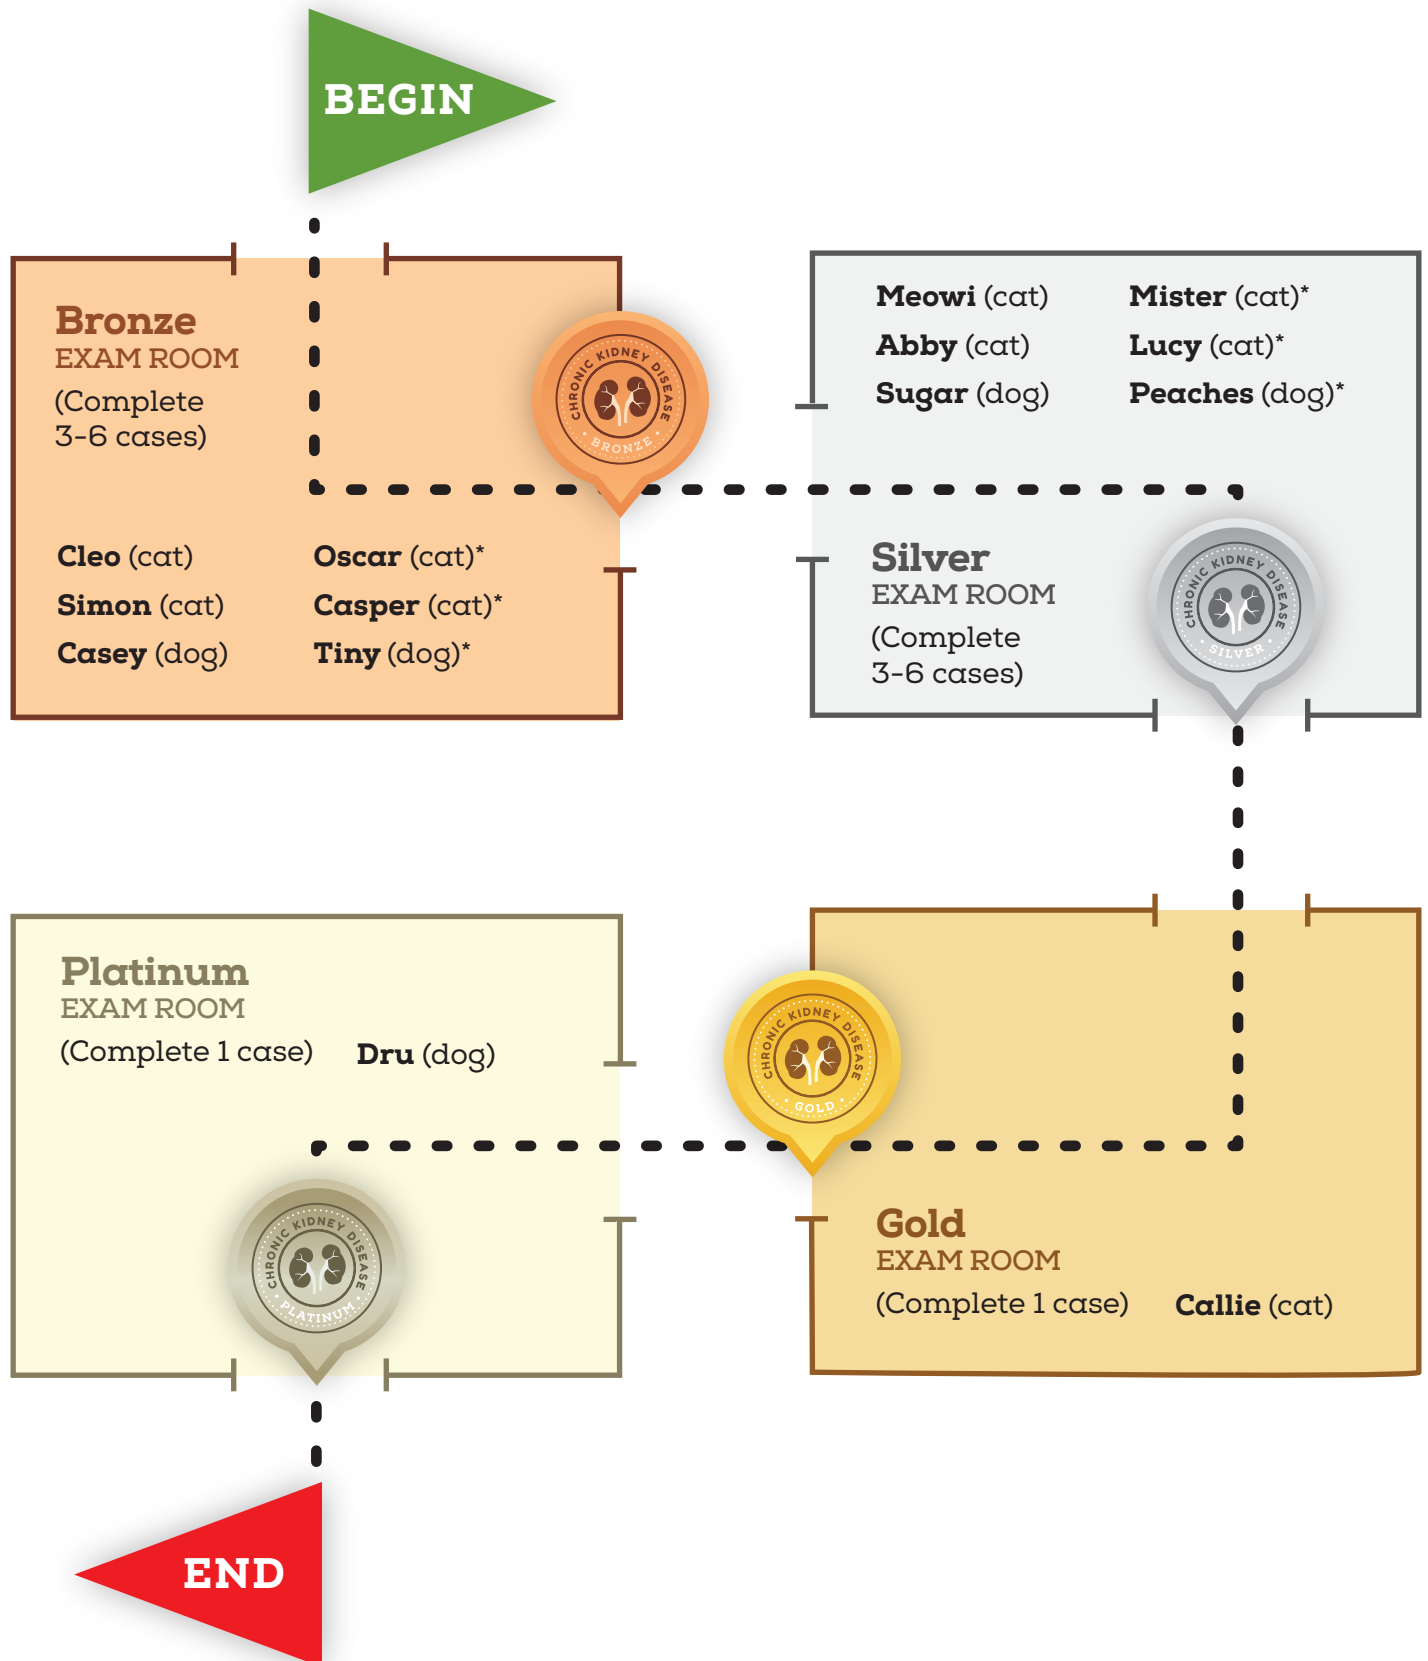 BEGIN
Bronze
EXAM ROOM
(Complete
3-6 cases)
CHRONIC KIDNEY DISEASE
• BRONZE •
Cleo (cat)
Simon (cat)
Casey (dog)
Oscar (cat)*
Casper (cat)*
Tiny (dog)*
Meowi (cat)
Abby (cat)
Sugar (dog)
Mister (cat)*
Lucy (cat)*
Peaches (dog)*
Silver
EXAM ROOM
(Complete
3-6 cases)
CHRONIC KIDNEY DISEASE
• SILVER •
Gold
EXAM ROOM
(Complete 1 case)
Callie (cat)
CHRONIC KIDNEY DISEASE
• GOLD •
Platinum
EXAM ROOM
(Complete 1 case)
Dru (dog)
CHRONIC KIDNEY DISEASE
• PLATINUM •
END